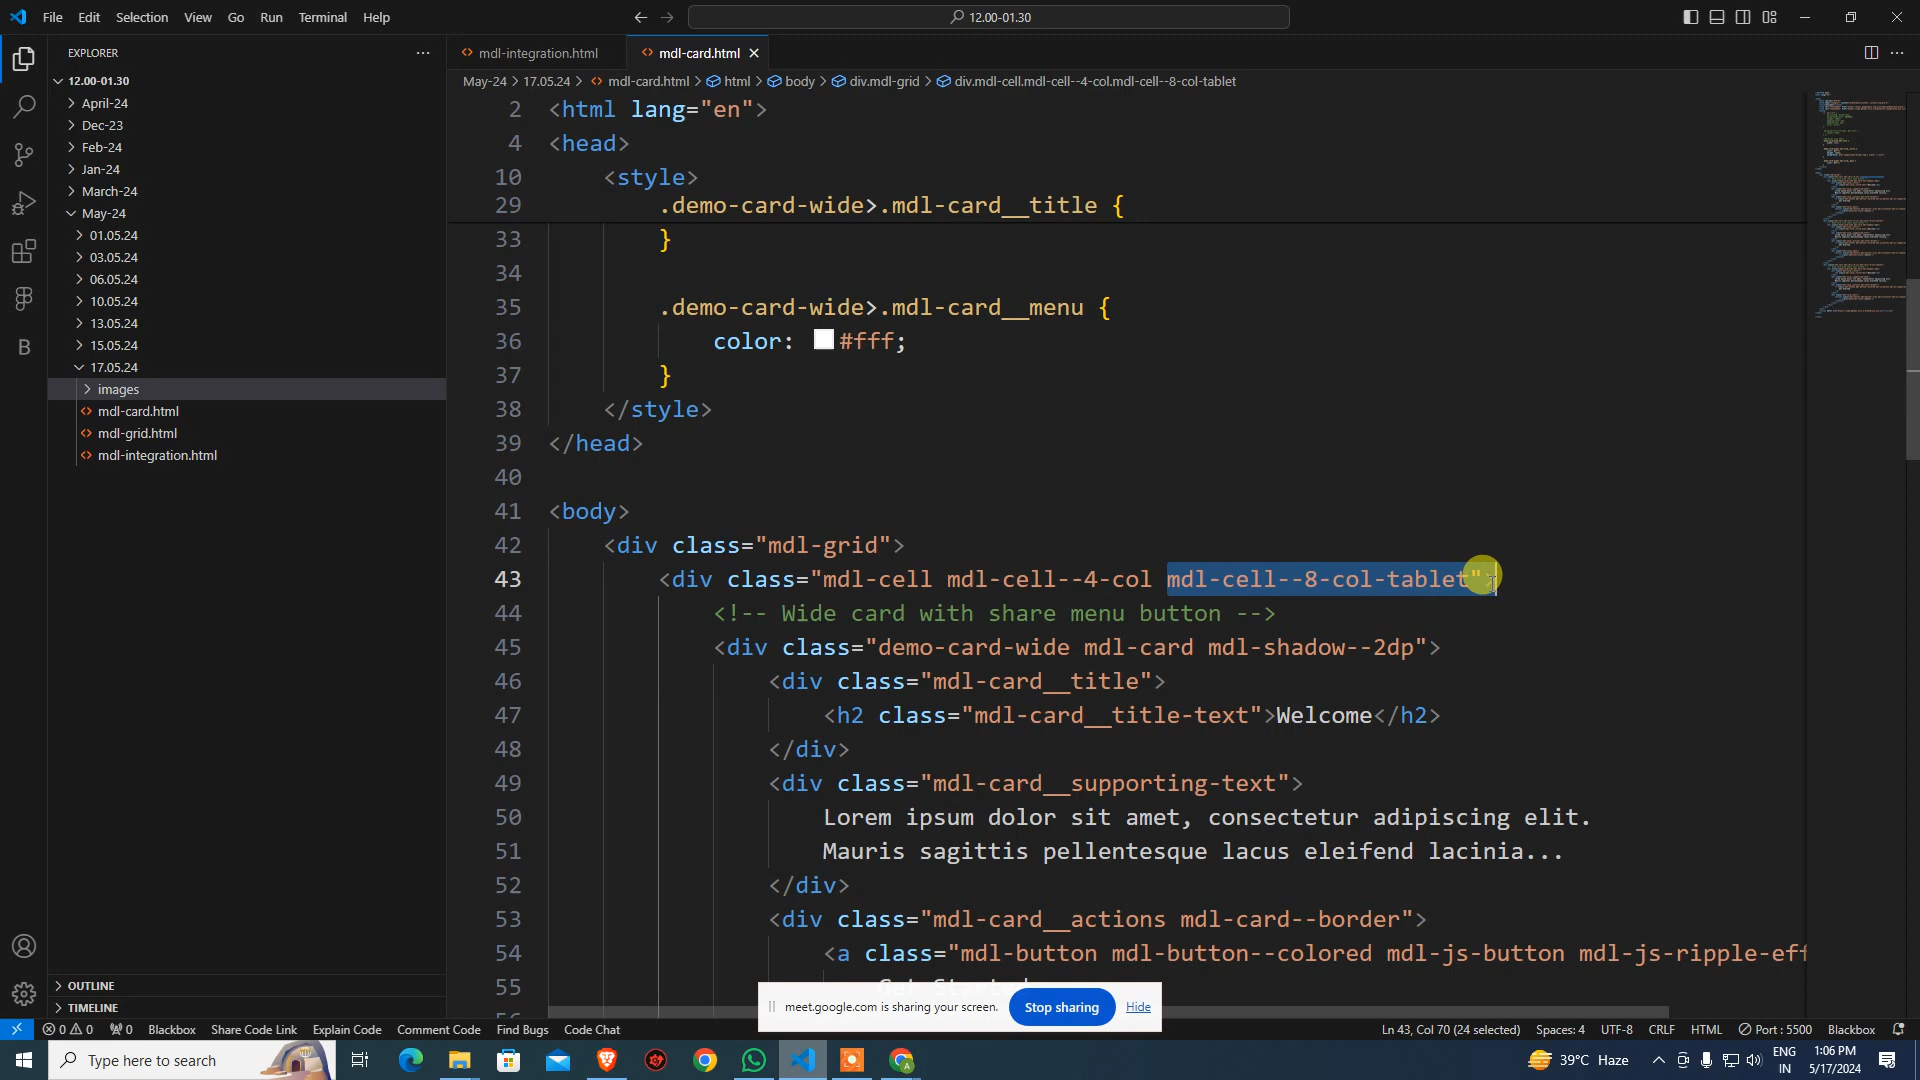 File Edit Selection View Go Run Terminal Help
12.00-01.30
EXPLORER
12.00-01.30
April-24
Dec-23
Feb-24
Jan-24
March-24
May-24
01.05.24
03.05.24
06.05.24
10.05.24
13.05.24
15.05.24
17.05.24
images
mdl-card.html
mdl-grid.html
mdl-integration.html
OUTLINE
TIMELINE
mdl-integration.html mdl-card.html
May-24 > 17.05.24 > mdl-card.html > html > body > div.mdl-grid > div.mdl-cell.mdl-cell--4-col.mdl-cell--8-col-tablet
2 <html lang="en">
4 <head>
10 <style>
29 .demo-card-wide>.mdl-card__title {
33 }
34
35 .demo-card-wide>.mdl-card__menu {
36 color: #fff;
37 }
38 </style>
39 </head>
40
41 <body>
42 <div class="mdl-grid">
43 <div class="mdl-cell mdl-cell--4-col mdl-cell--8-col-tablet">
44 <!-- Wide card with share menu button -->
45 <div class="demo-card-wide mdl-card mdl-shadow--2dp">
46 <div class="mdl-card__title">
47 <h2 class="mdl-card__title-text">Welcome</h2>
48 </div>
49 <div class="mdl-card__supporting-text">
50 Lorem ipsum dolor sit amet, consectetur adipiscing elit.
51 Mauris sagittis pellentesque lacus eleifend lacinia...
52 </div>
53 <div class="mdl-card__actions mdl-card--border">
54 <a class="mdl-button mdl-button--colored mdl-js-button mdl-js-ripple-eff
55
meet.google.com is sharing your screen. Stop sharing Hide
0 0 0 Blackbox Share Code Link Explain Code Comment Code Find Bugs Code Chat Ln 43, Col 70 (24 selected) Spaces: 4 UTF-8 CRLF HTML Port : 5500 Blackbox
Type here to search
39°C Haze
ENG
IN
1:06 PM
5/17/2024